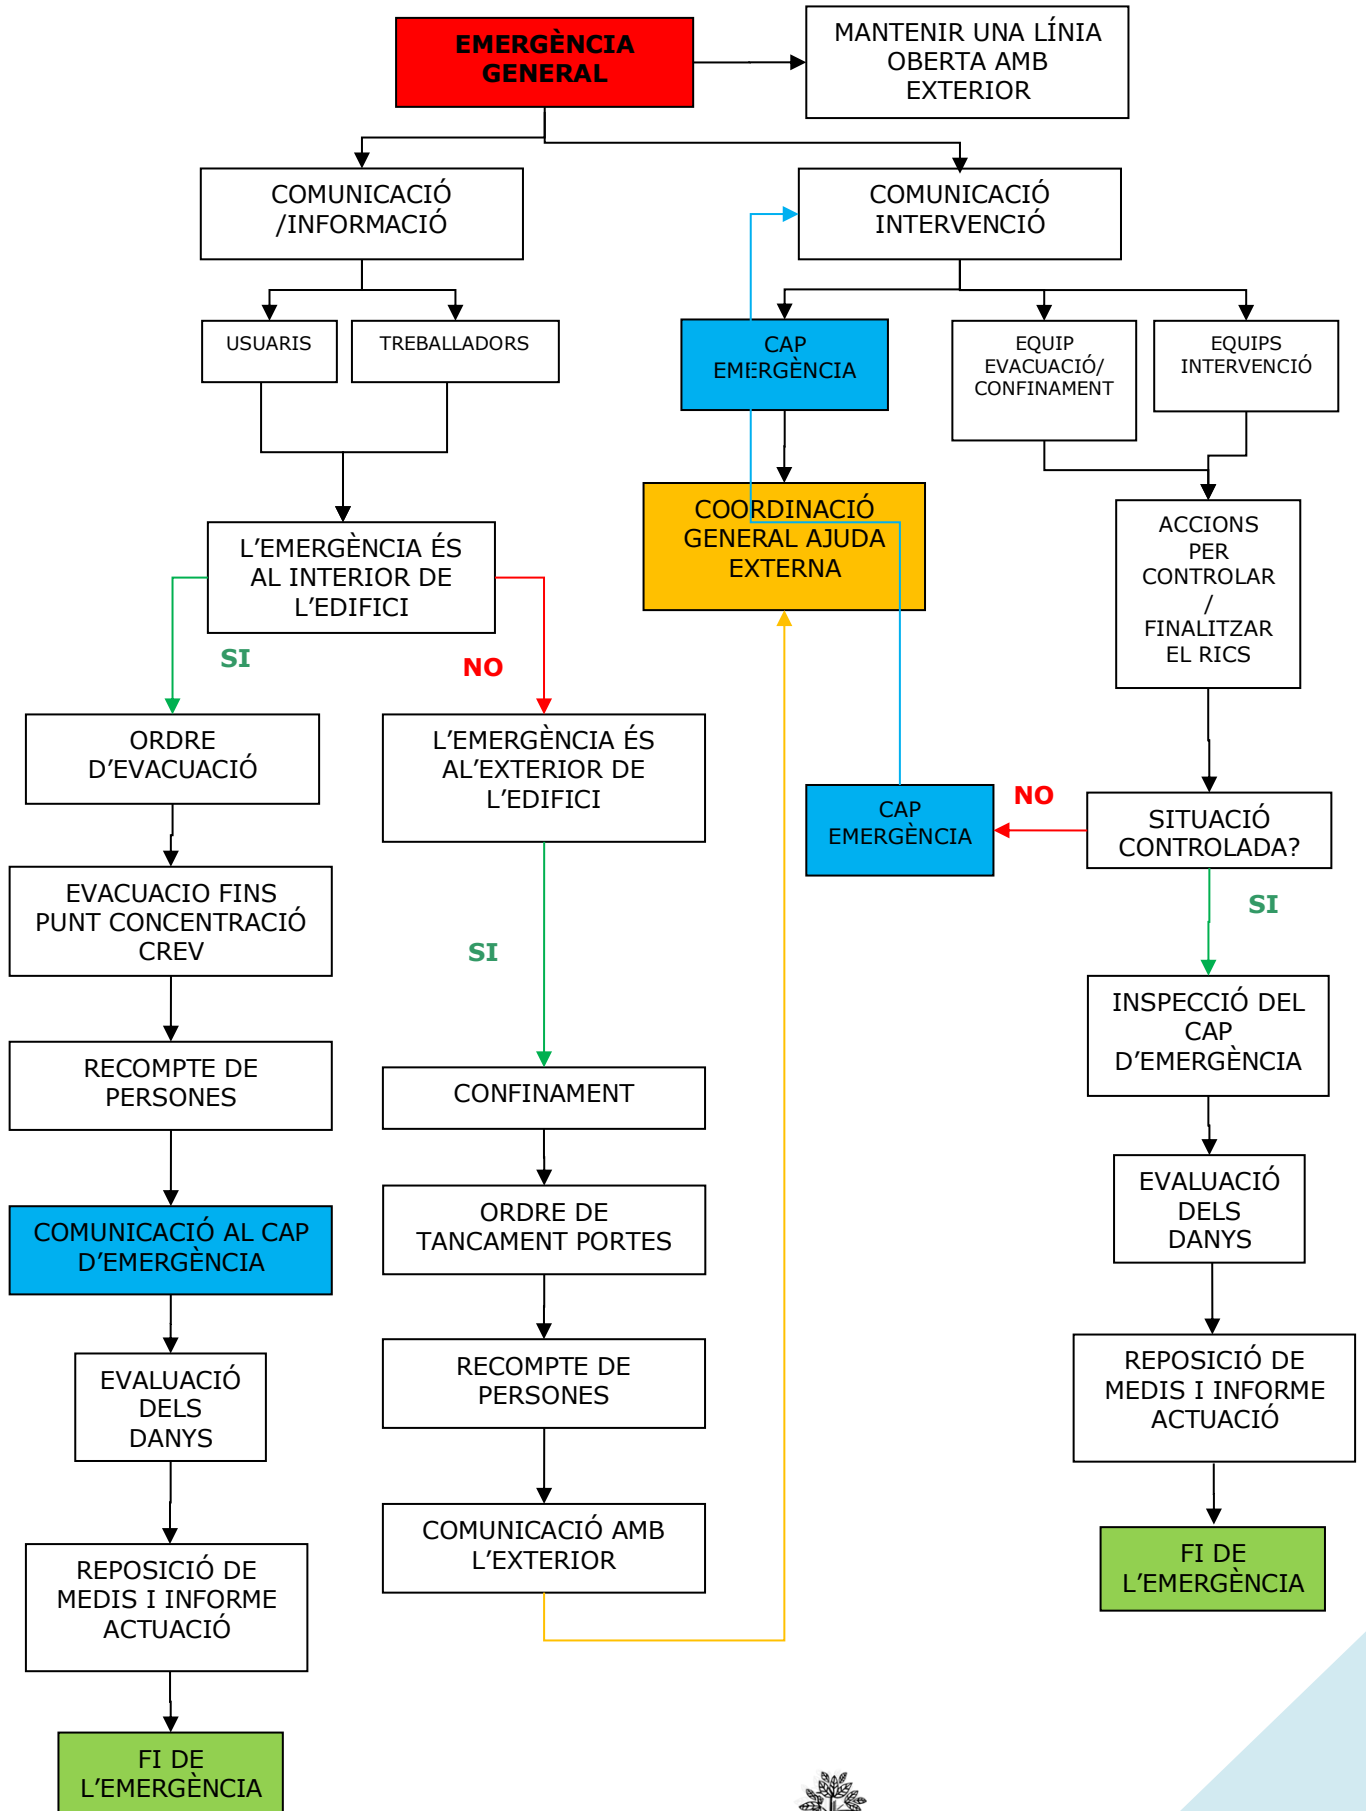 EMERGÈNCIA
GENERAL
MANTENIR UNA LÍNIA
OBERTA AMB
EXTERIOR
COMUNICACIÓ
/INFORMACIÓ
COMUNICACIÓ
INTERVENCIÓ
USUARIS
TREBALLADORS
CAP
EMERGÈNCIA
EQUIP
EVACUACIÓ/
CONFINAMENT
EQUIPS
INTERVENCIÓ
L'EMERGÈNCIA ÉS
AL INTERIOR DE
L'EDIFICI
COORDINACIÓ
GENERAL AJUDA
EXTERNA
ACCIONS
PER
CONTROLAR
/
FINALITZAR
EL RICS
SI
NO
ORDRE
D'EVACUACIÓ
L'EMERGÈNCIA ÉS
AL'EXTERIOR DE
L'EDIFICI
CAP
EMERGÈNCIA
NO
SITUACIÓ
CONTROLADA?
EVACUACIO FINS
PUNT CONCENTRACIÓ
CREV
SI
SI
INSPECCIÓ DEL
CAP
D'EMERGÈNCIA
RECOMPTE DE
PERSONES
CONFINAMENT
EVALUACIÓ
DELS
DANYS
COMUNICACIÓ AL CAP
D'EMERGÈNCIA
ORDRE DE
TANCAMENT PORTES
EVALUACIÓ
DELS
DANYS
RECOMPTE DE
PERSONES
REPOSICIÓ DE
MEDIS I INFORME
ACTUACIÓ
REPOSICIÓ DE
MEDIS I INFORME
ACTUACIÓ
COMUNICACIÓ AMB
L'EXTERIOR
FI DE
L'EMERGÈNCIA
FI DE
L'EMERGÈNCIA